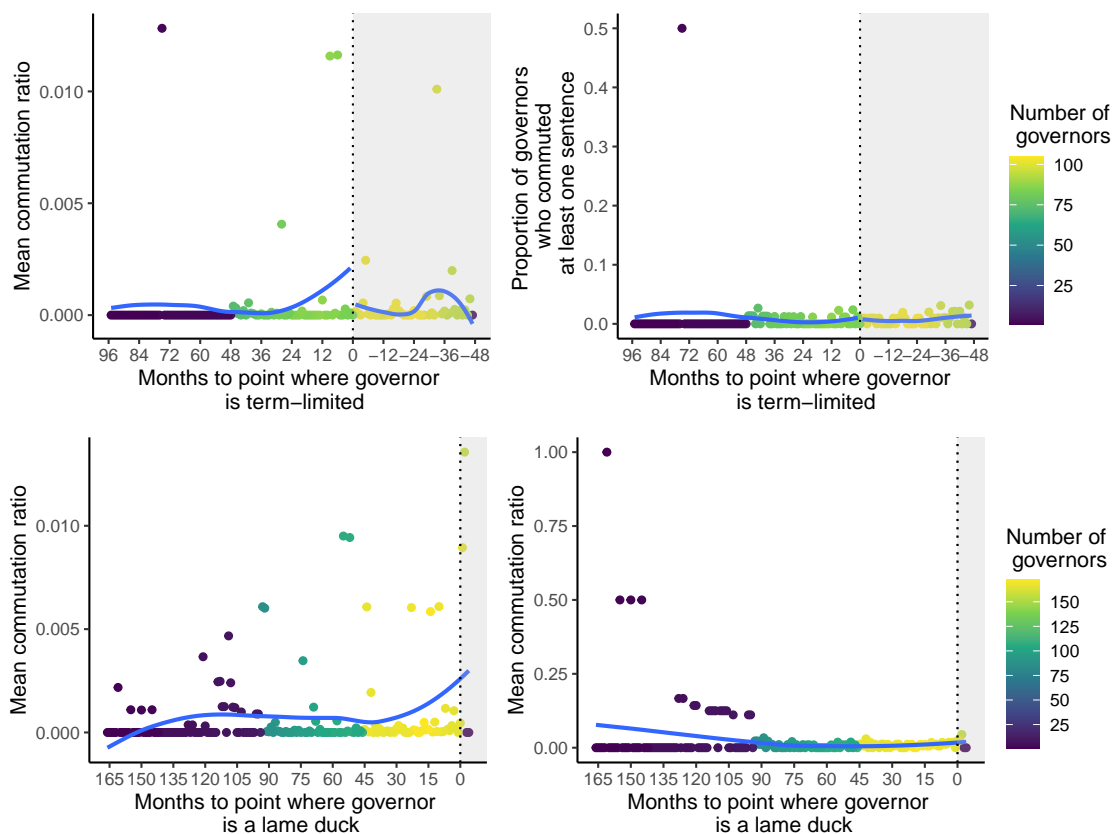 Mean commutation ratio
0.010
0.005
0.000
96 84 72 60 48 36 24 12 0 −12 −24 −36 −48
Months to point where governor
is term−limited
Proportion of governors
who commuted
at least one sentence
0.5
0.4
0.3
0.2
0.1
0.0
96 84 72 60 48 36 24 12 0 −12 −24 −36 −48
Months to point where governor
is term−limited
Number of
governors
100
75
50
25
Mean commutation ratio
0.010
0.005
0.000
165 150 135 120 105 90 75 60 45 30 15 0
Months to point where governor
is a lame duck
Mean commutation ratio
1.00
0.75
0.50
0.25
0.00
165 150 135 120 105 90 75 60 45 30 15 0
Months to point where governor
is a lame duck
Number of
governors
150
125
100
75
50
25